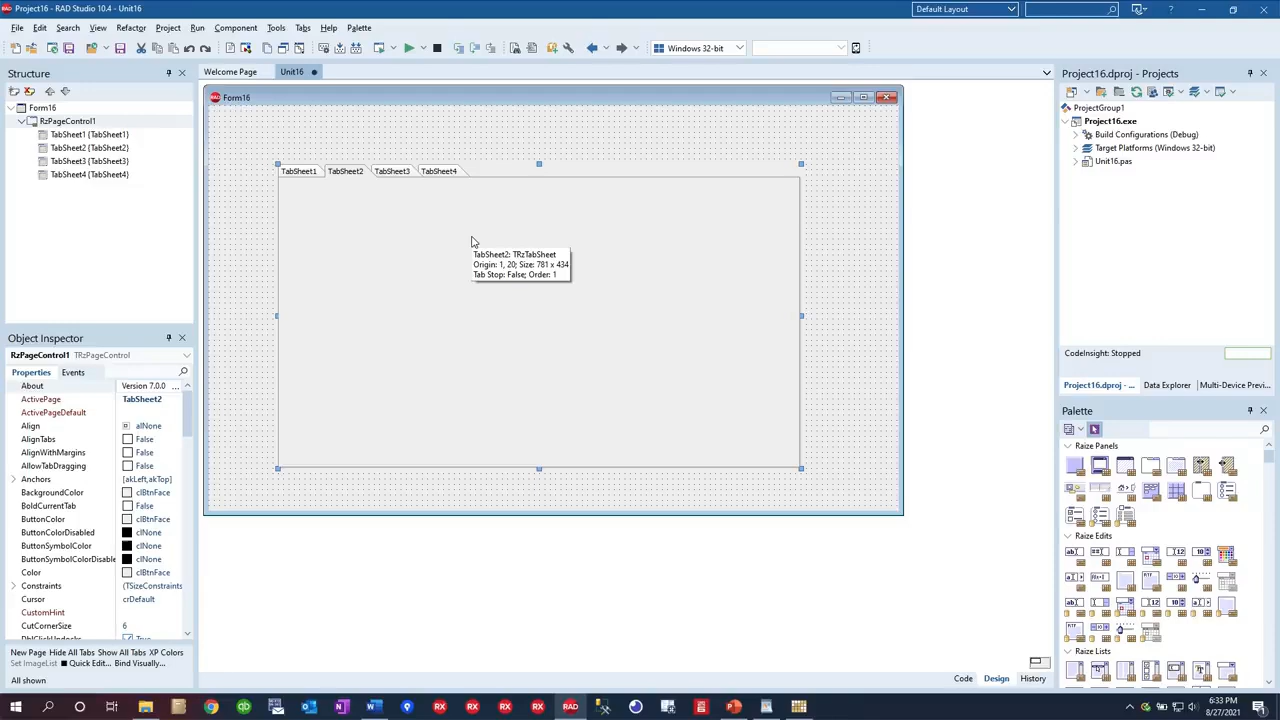 Project16 - RAD Studio 10.4 - Unit16
Default Layout
File Edit Search View Refactor Project Run Component Tools Tabs Help Palette
Windows 32-bit
Structure
Form16
RzPageControl1
TabSheet1 {TabSheet1}
TabSheet2 {TabSheet2}
TabSheet3 {TabSheet3}
TabSheet4 {TabSheet4}
Object Inspector
RzPageControl1 TRzPageControl
Properties Events
About Version 7.0.0 ...
ActivePage TabSheet2
ActivePageDefault
Align alNone
AlignTabs False
AlignWithMargins False
AllowTabDragging False
Anchors [akLeft,akTop]
BackgroundColor clBtnFace
BoldCurrentTab False
ButtonColor clBtnFace
ButtonColorDisabled clNone
ButtonSymbolColor clNone
ButtonSymbolColorDisable clNone
Color clBtnFace
Constraints (TSizeConstraints
Cursor crDefault
CustomHint
CutCornerSize 6
DblClickUndocks True
New Page Hide All Tabs Show All Tabs XP Colors
Set ImageList Quick Edit... Bind Visually...
All shown
Welcome Page Unit16
Form16
TabSheet1 TabSheet2 TabSheet3 TabSheet4
TabSheet2: TRzTabSheet
Origin: 1, 20; Size: 781 x 434
Tab Stop: False; Order: 1
Code Design History
Project16.dproj - Projects
ProjectGroup1
Project16.exe
Build Configurations (Debug)
Target Platforms (Windows 32-bit)
Unit16.pas
CodeInsight: Stopped
Project16.dproj - ... Data Explorer Multi-Device Previ...
Palette
Raize Panels
Raize Edits
Raize Lists
6:33 PM
8/27/2021